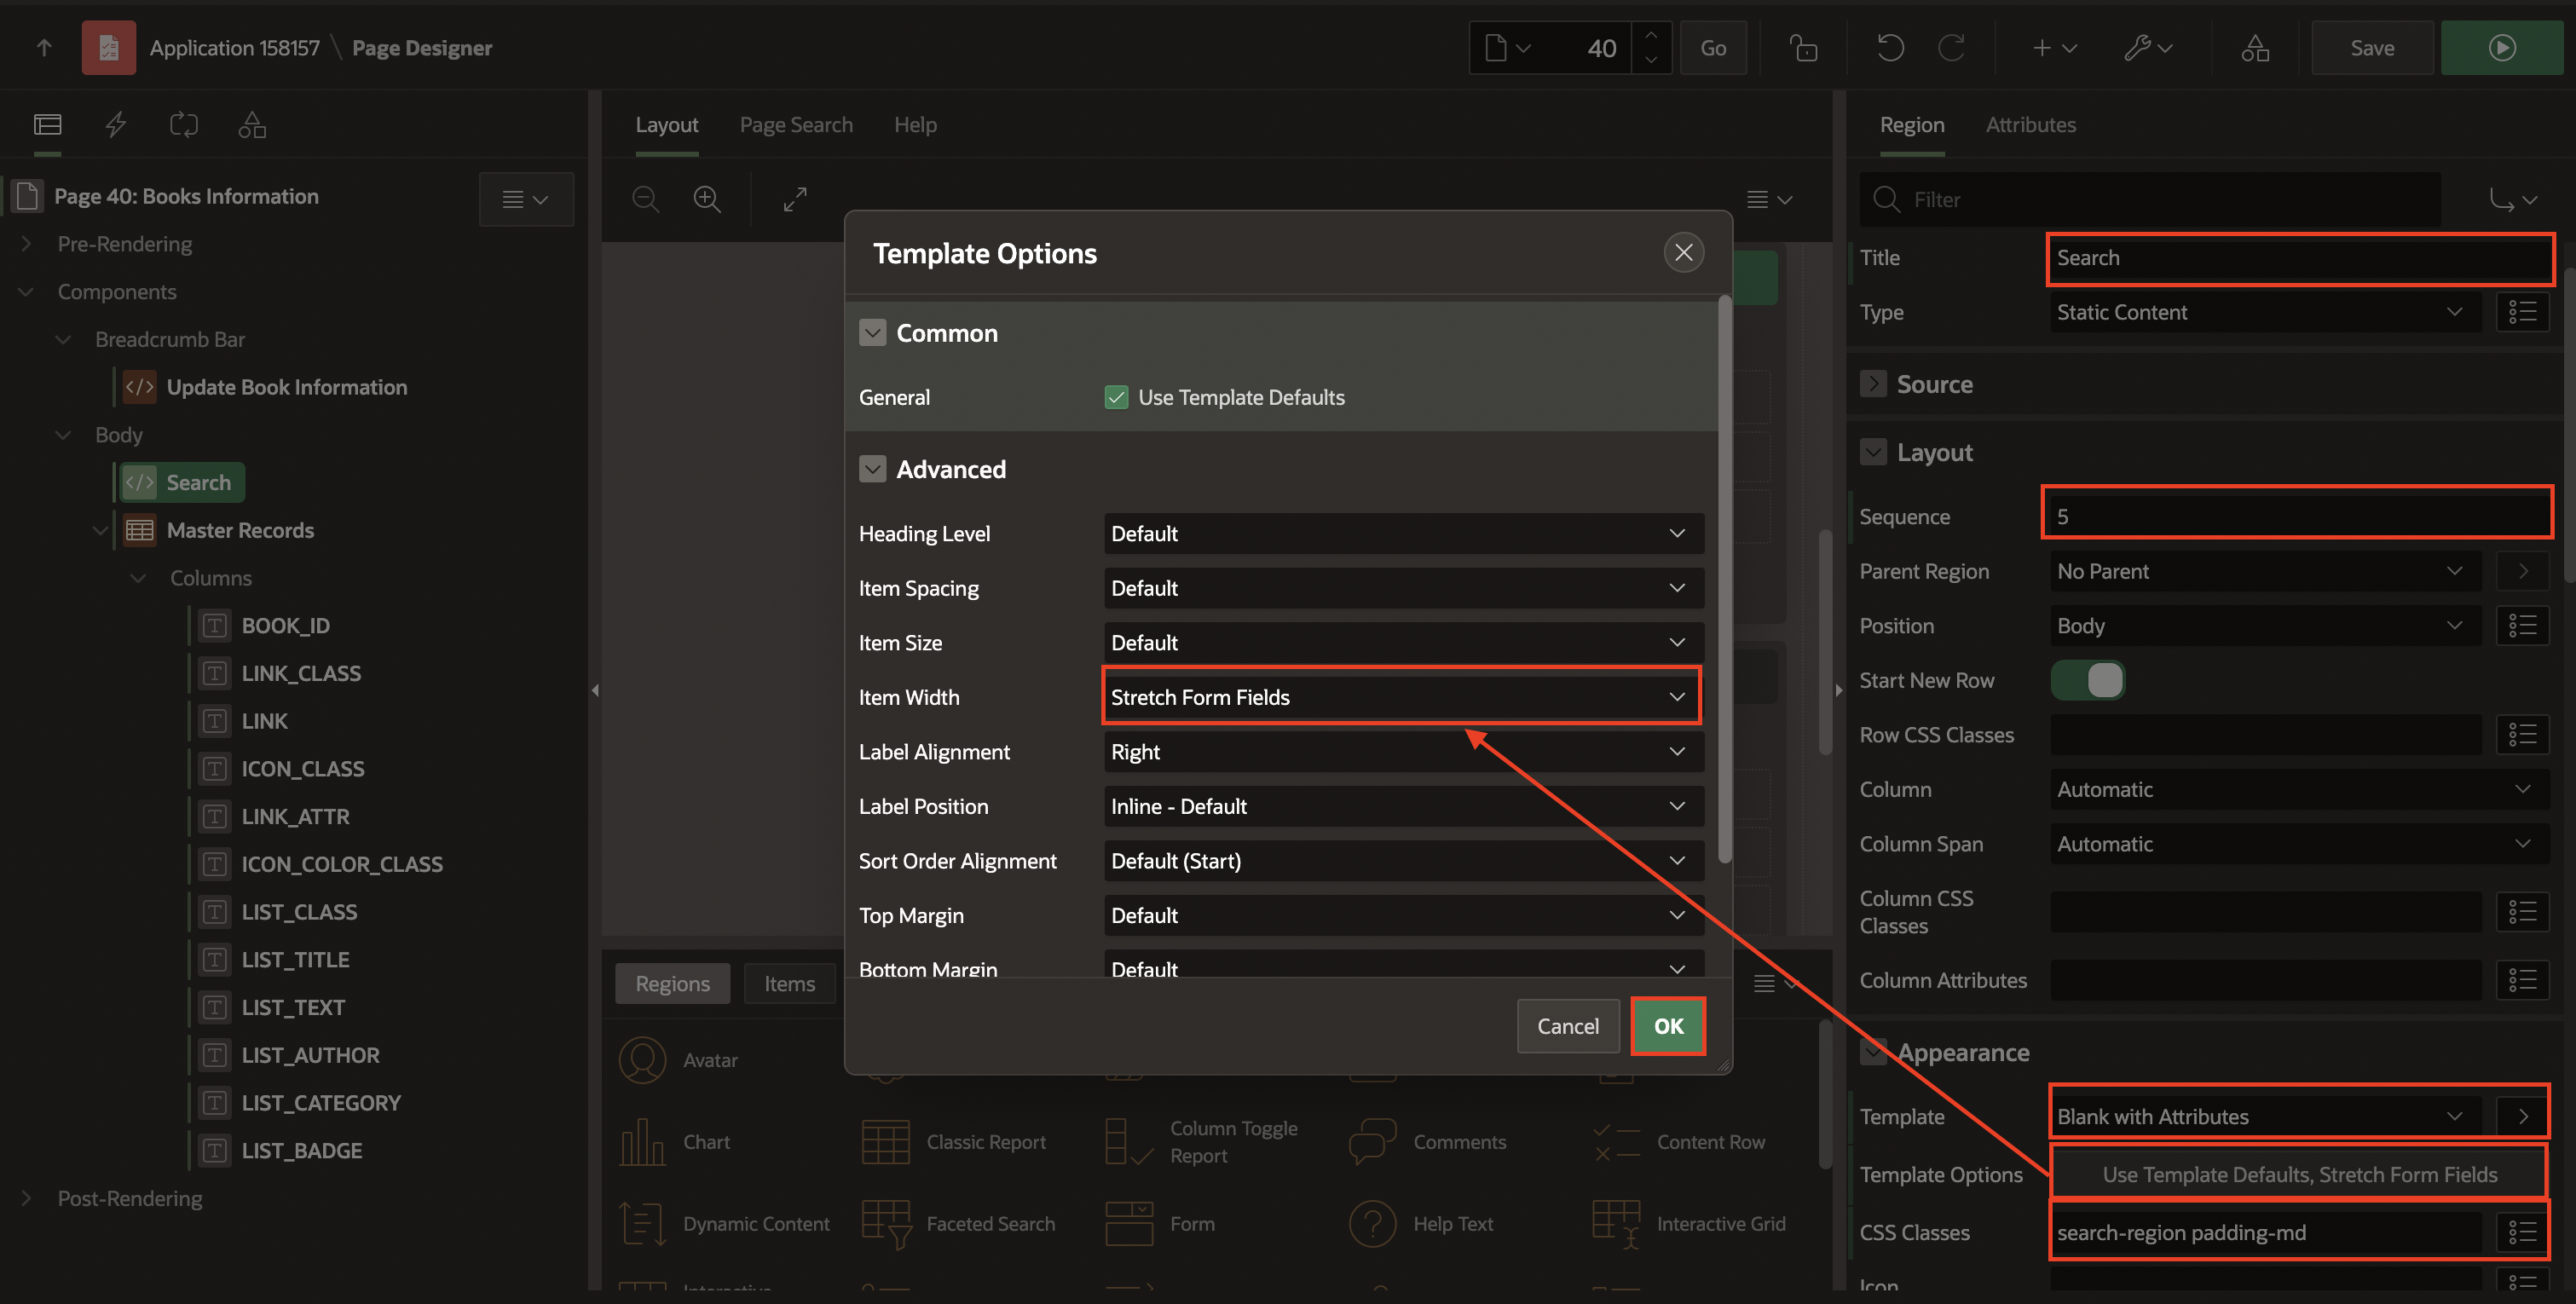 Application 158157 \ Page Designer
40
Go
Save
Layout
Page Search
Help
Region
Attributes
Page 40: Books Information
Pre-Rendering
Components
Breadcrumb Bar
Update Book Information
Body
Search
Master Records
Columns
BOOK_ID
LINK_CLASS
LINK
ICON_CLASS
LINK_ATTR
ICON_COLOR_CLASS
LIST_CLASS
LIST_TITLE
LIST_TEXT
LIST_AUTHOR
LIST_CATEGORY
LIST_BADGE
Post-Rendering
Template Options
Common
General
Use Template Defaults
Advanced
Heading Level
Default
Item Spacing
Default
Item Size
Default
Item Width
Stretch Form Fields
Label Alignment
Right
Label Position
Inline - Default
Sort Order Alignment
Default (Start)
Top Margin
Default
Bottom Margin
Default
Cancel
OK
Regions
Items
Avatar
Chart
Classic Report
Column Toggle
Report
Comments
Content Row
Dynamic Content
Faceted Search
Form
Help Text
Interactive Grid
Interactive
Filter
Title
Search
Type
Static Content
Source
Layout
Sequence
5
Parent Region
No Parent
Position
Body
Start New Row
Row CSS Classes
Column
Automatic
Column Span
Automatic
Column CSS
Classes
Column Attributes
Appearance
Template
Blank with Attributes
Template Options
Use Template Defaults, Stretch Form Fields
CSS Classes
search-region padding-md
Icon